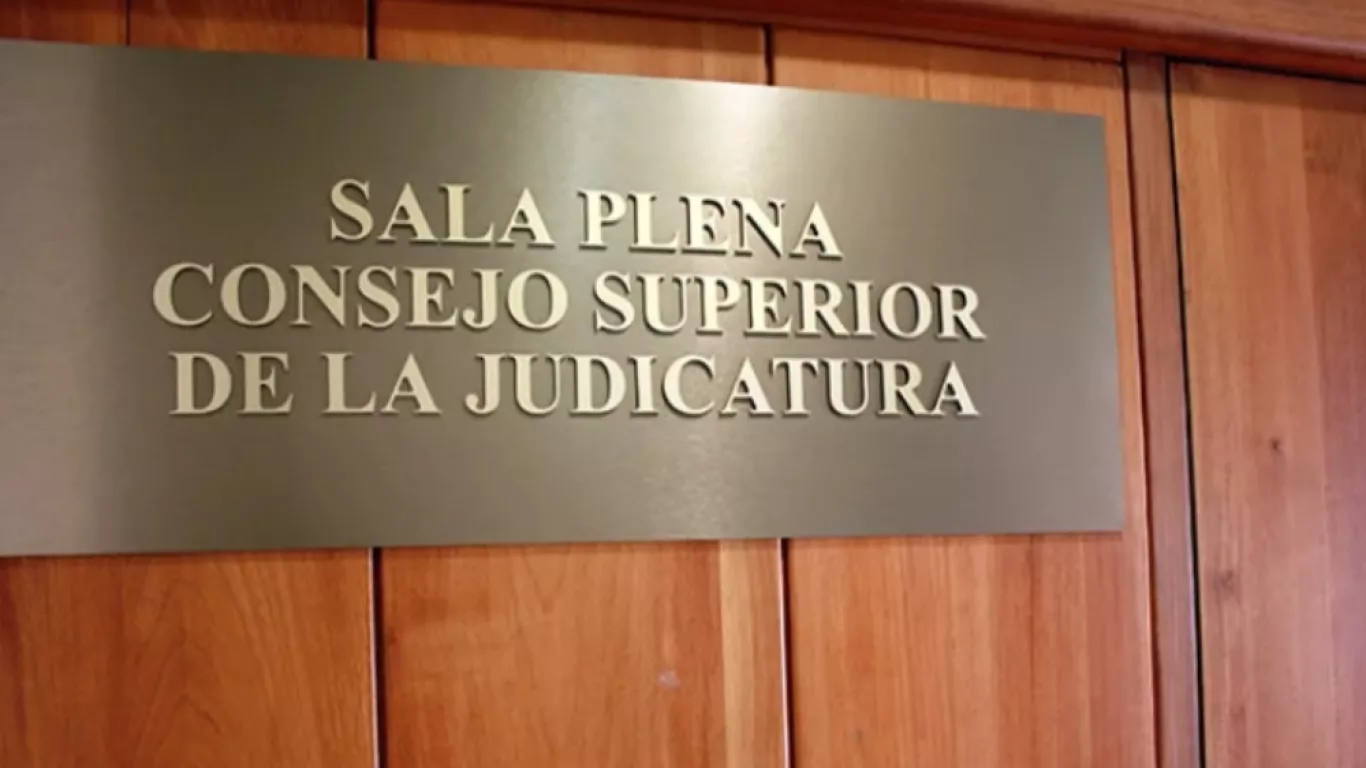 SALA PLENA
CONSEJO SUPERIOR
DE LA JUDICATURA